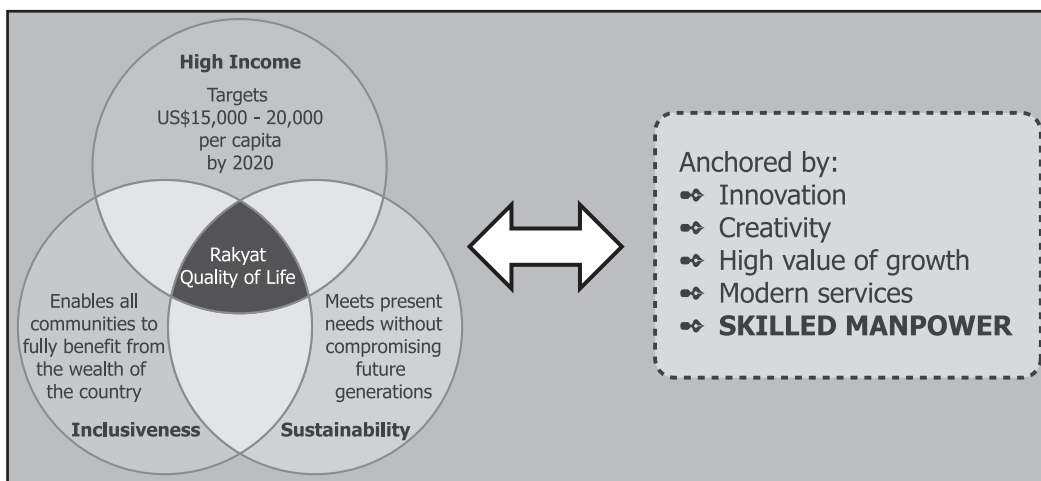 High Income
Targets
US$15,000 - 20,000
per capita
by 2020
Rakyat
Quality of Life
Enables all
communities to
fully benefit from
the wealth of
the country
Inclusiveness
Meets present
needs without
compromising
future
generations
Sustainability
Anchored by:
Innovation
Creativity
High value of growth
Modern services
SKILLED MANPOWER